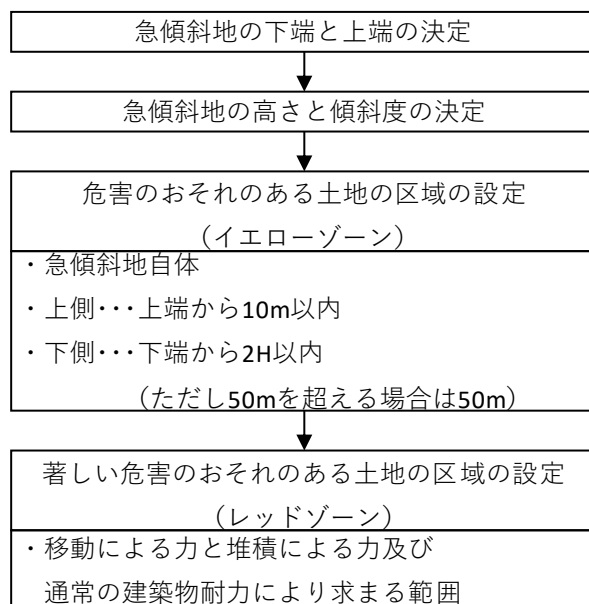 急傾斜地の下端と上端の決定
急傾斜地の高さと傾斜度の決定
危害のおそれのある土地の区域の設定
（イエローゾーン）
・急傾斜地自体
・上側･･･上端から10m以内
・下側･･･下端から2H以内
（ただし50mを超える場合は50m）
著しい危害のおそれのある土地の区域の設定
（レッドゾーン）
・移動による力と堆積による力及び
通常の建築物耐力により求まる範囲